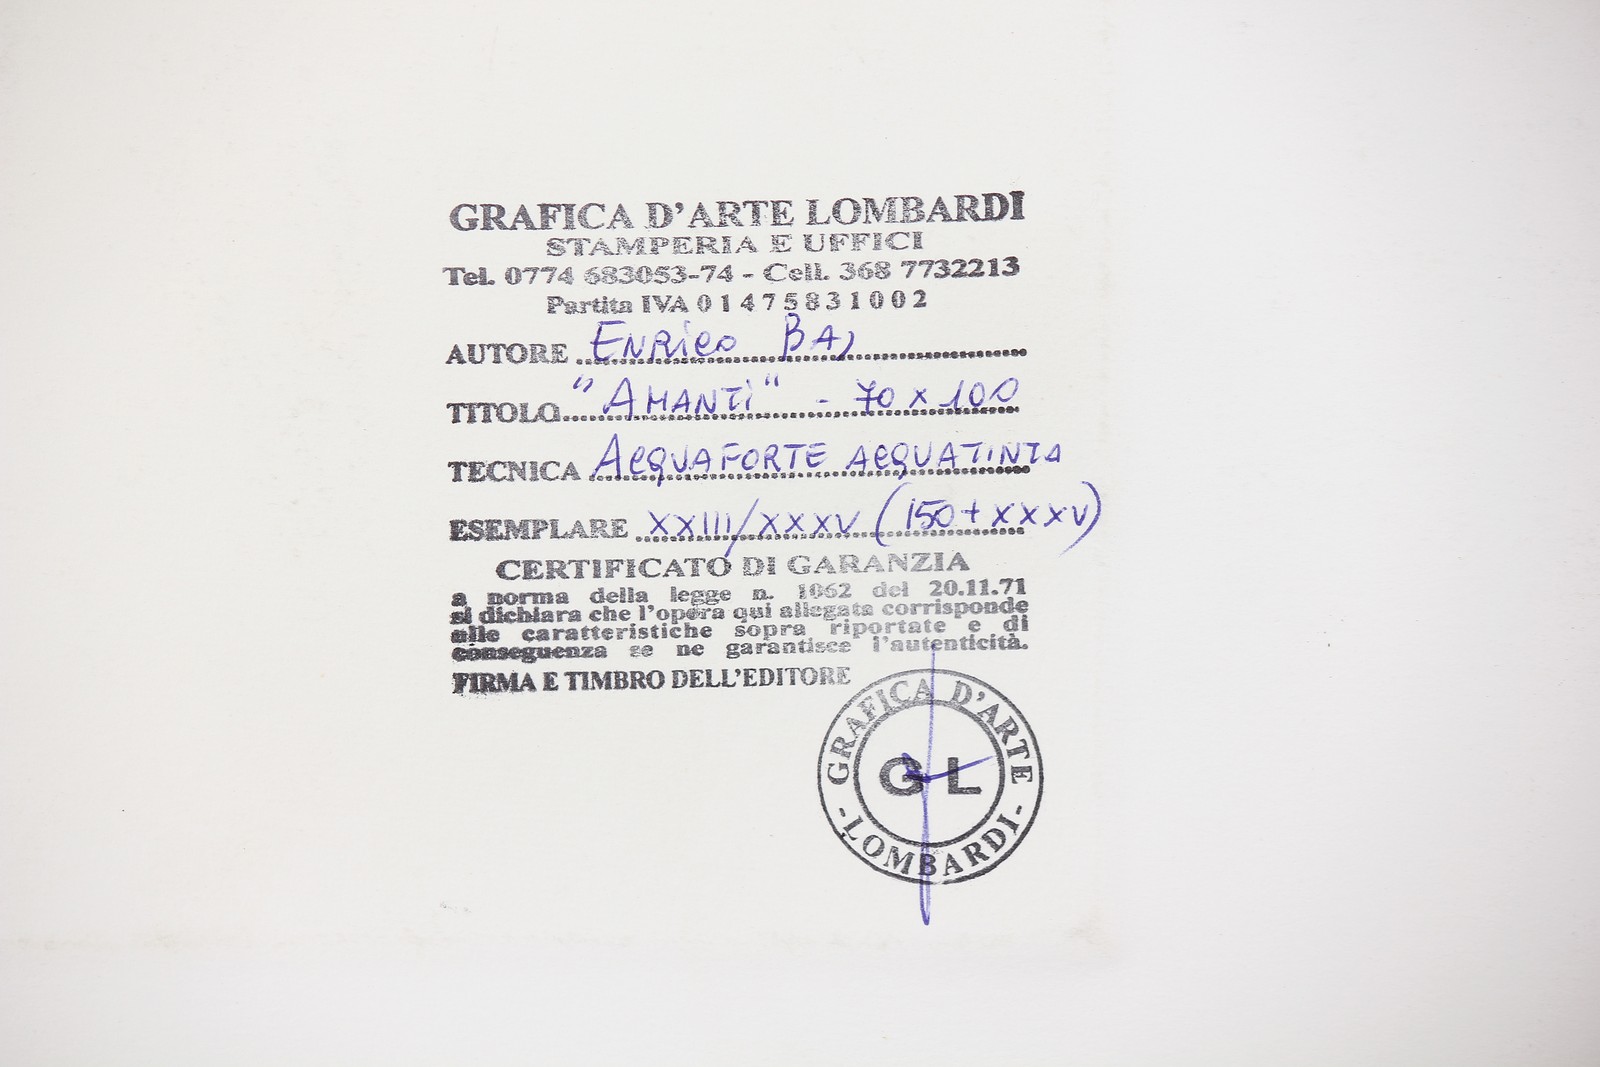 GRAFICA D'ARTE LOMBARDI
STAMPERIA E UFFICI
Tel. 0774 683053-74 - Cell. 368 7732213
Partita IVA 01475831002
AUTORE ENRICO BAJ
TITOLO "AMANTI" - 70 x 100
TECNICA ACQUAFORTE ACQUATINTA
ESEMPLARE XXIII/XXXV (150 + XXXV)
CERTIFICATO DI GARANZIA
a norma della legge n. 1062 del 20.11.71
si dichiara che l'opera qui allegata corrisponde
alle caratteristiche sopra riportate e di
conseguenza se ne garantisce l'autenticità.
FIRMA E TIMBRO DELL'EDITORE
GRAFICA D'ARTE
G L
- LOMBARDI -